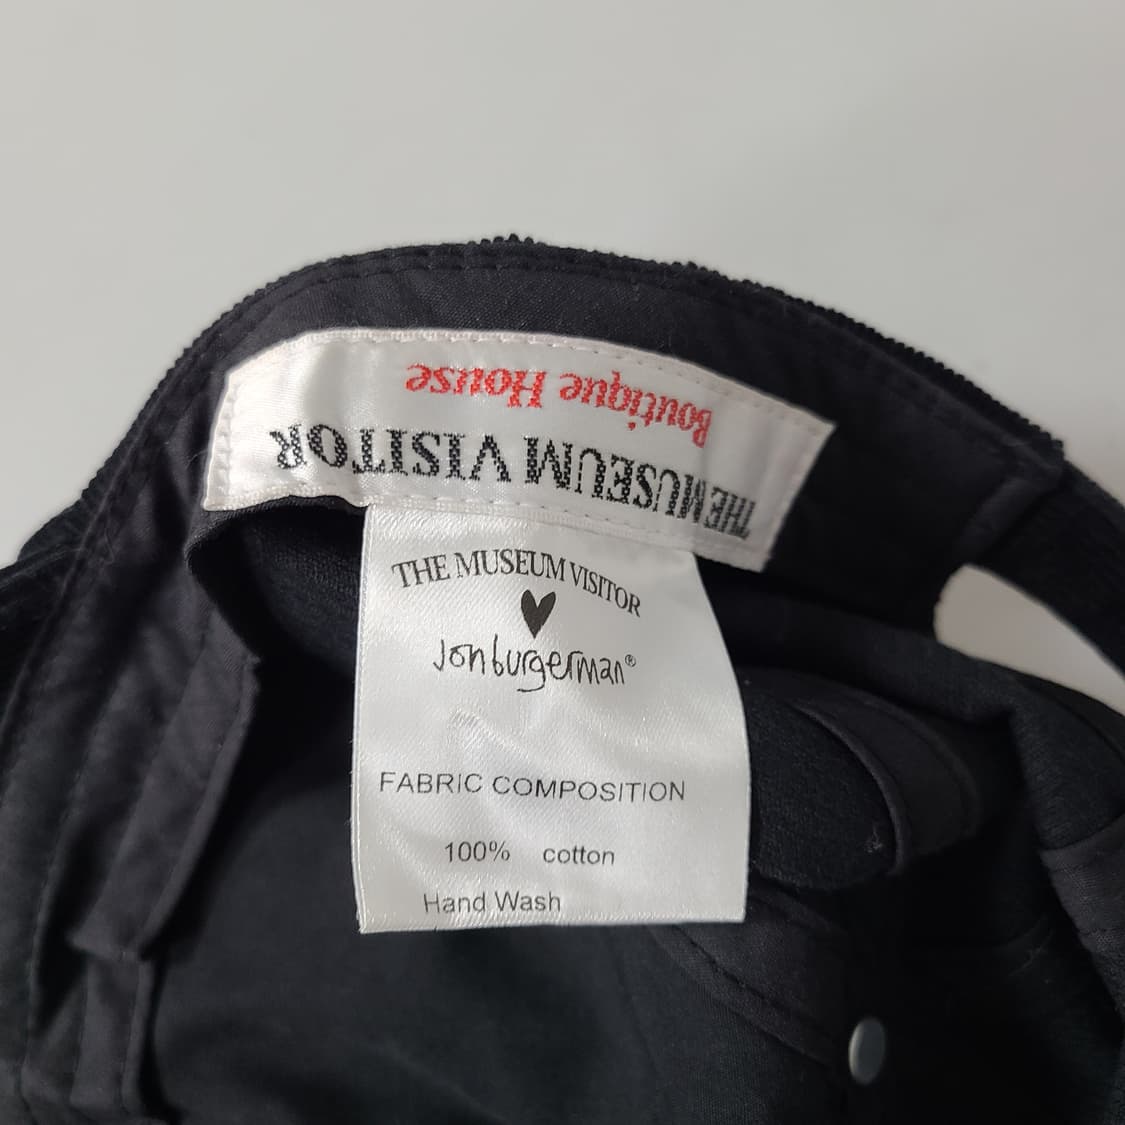 THE MUSEUM VISITOR
Boutique House
THE MUSEUM VISITOR
Jonburgerman®
FABRIC COMPOSITION
100% cotton
Hand Wash